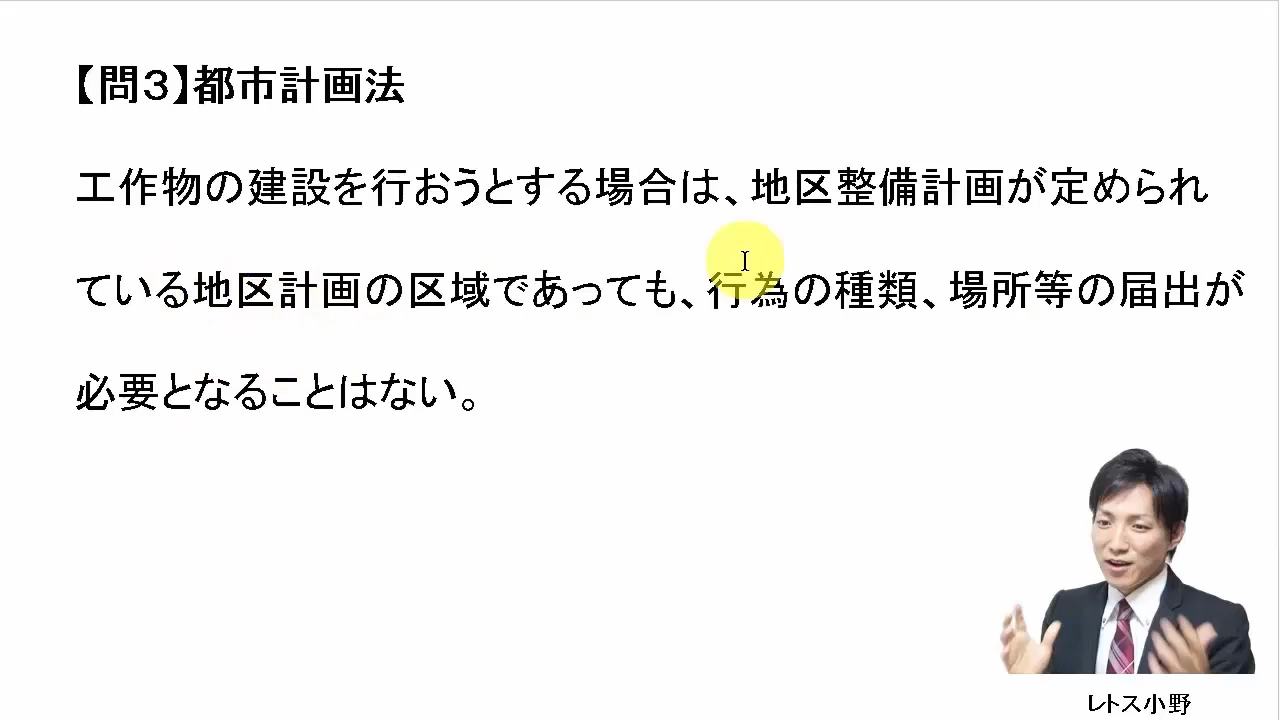 【問３】都市計画法
工作物の建設を行おうとする場合は、地区整備計画が定められ
ている地区計画の区域であっても、行為の種類、場所等の届出が
必要となることはない。
レトス小野